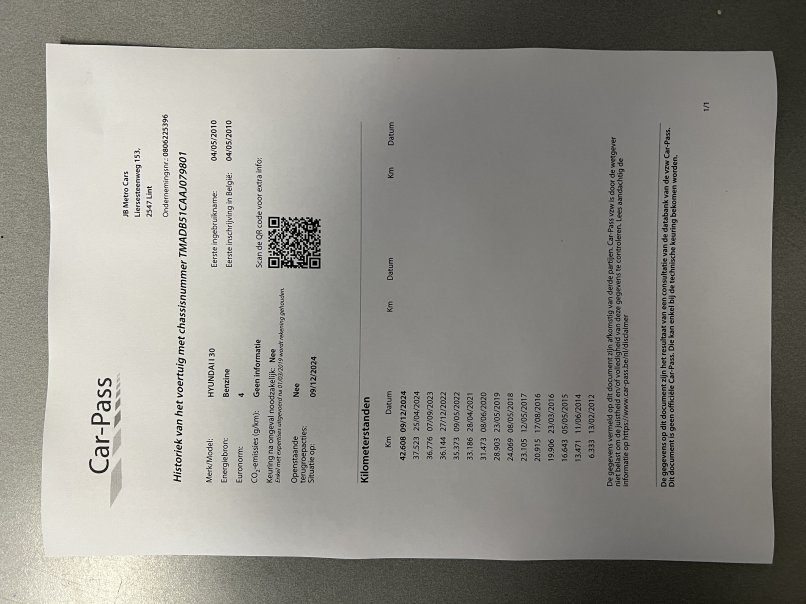 Car-Pass
JB Metro Cars
Liersesteenweg 153,
2547 Lint
Ondernemingsnr.: 0806225396
Historiek van het voertuig met chassisnummer TMADB51CAAJ079801
Merk/Model: HYUNDAI I 30
Eerste ingebruikname: 04/05/2010
Energiebron: Benzine
Eerste inschrijving in België: 04/05/2010
Euronorm: 4
CO₂-emissies (g/km): Geen informatie
Scan de QR code voor extra info:
Keuring na ongeval noodzakelijk: Nee
Enkel met expertises uitgevoerd na 01/03/2019 wordt rekening gehouden.
Openstaande
terugroepacties: Nee
Situatie op: 09/12/2024
Kilometerstanden
Km Datum Km Datum Km Datum
42.608 09/12/2024
37.523 25/04/2024
36.776 07/09/2023
36.144 27/12/2022
35.373 09/05/2022
33.186 28/04/2021
31.473 08/06/2020
28.903 23/05/2019
24.069 08/05/2018
23.105 12/05/2017
20.915 17/08/2016
19.906 23/03/2016
16.643 05/05/2015
13.471 11/06/2014
6.333 13/02/2012
De gegevens vermeld op dit document zijn afkomstig van derde partijen. Car-Pass vzw is door de wetgever
niet belast om de juistheid en/of volledigheid van deze gegevens te controleren. Lees aandachtig de
informatie op https://www.car-pass.be/nl/disclaimer
De gegevens op dit document zijn het resultaat van een consultatie van de databank van de vzw Car-Pass.
Dit document is geen officiële Car-Pass. Die kan enkel bij de technische keuring bekomen worden.
1/1